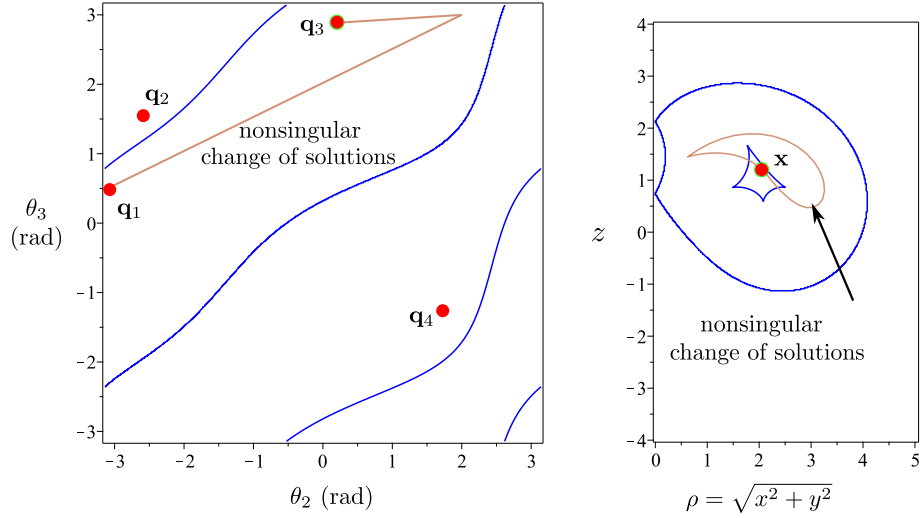 3
2
1
0
−1
−2
−3
−3
−2
−1
0
1
2
3
θ₃
(rad)
θ₂ (rad)
q₃
q₂
nonsingular
change of solutions
q₁
q₄
4
3
2
1
0
−1
−2
−3
−4
0
1
2
3
4
5
z
x
nonsingular
change of solutions
ρ = √(x² + y²)